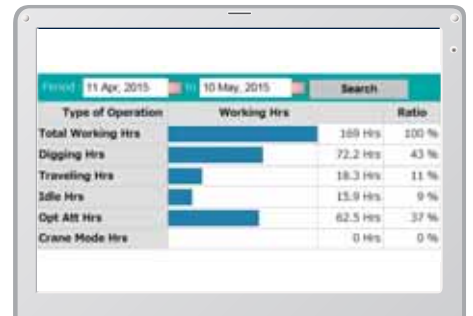 Period 11 Apr, 2015 to 10 May, 2015 Search
Type of Operation Working Hrs Ratio
Total Working Hrs 169 Hrs 100 %
Digging Hrs 72.2 Hrs 43 %
Traveling Hrs 18.3 Hrs 11 %
Idle Hrs 15.9 Hrs 9 %
Opt Att Hrs 62.5 Hrs 37 %
Crane Mode Hrs 0 Hrs 0 %